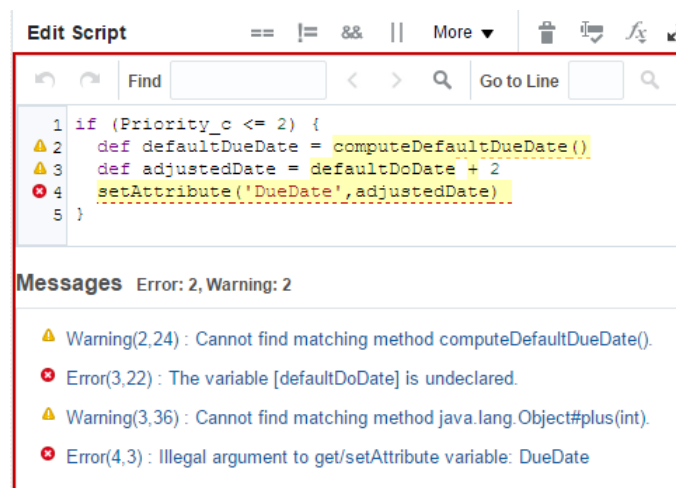 Edit Script == != && || More ▼ fx
Find Go to Line
1 if (Priority_c <= 2) {
2 def defaultDueDate = computeDefaultDueDate()
3 def adjustedDate = defaultDoDate + 2
4 setAttribute('DueDate',adjustedDate)
5 }
Messages Error: 2, Warning: 2
Warning(2,24) : Cannot find matching method computeDefaultDueDate().
Error(3,22) : The variable [defaultDoDate] is undeclared.
Warning(3,36) : Cannot find matching method java.lang.Object#plus(int).
Error(4,3) : Illegal argument to get/setAttribute variable: DueDate